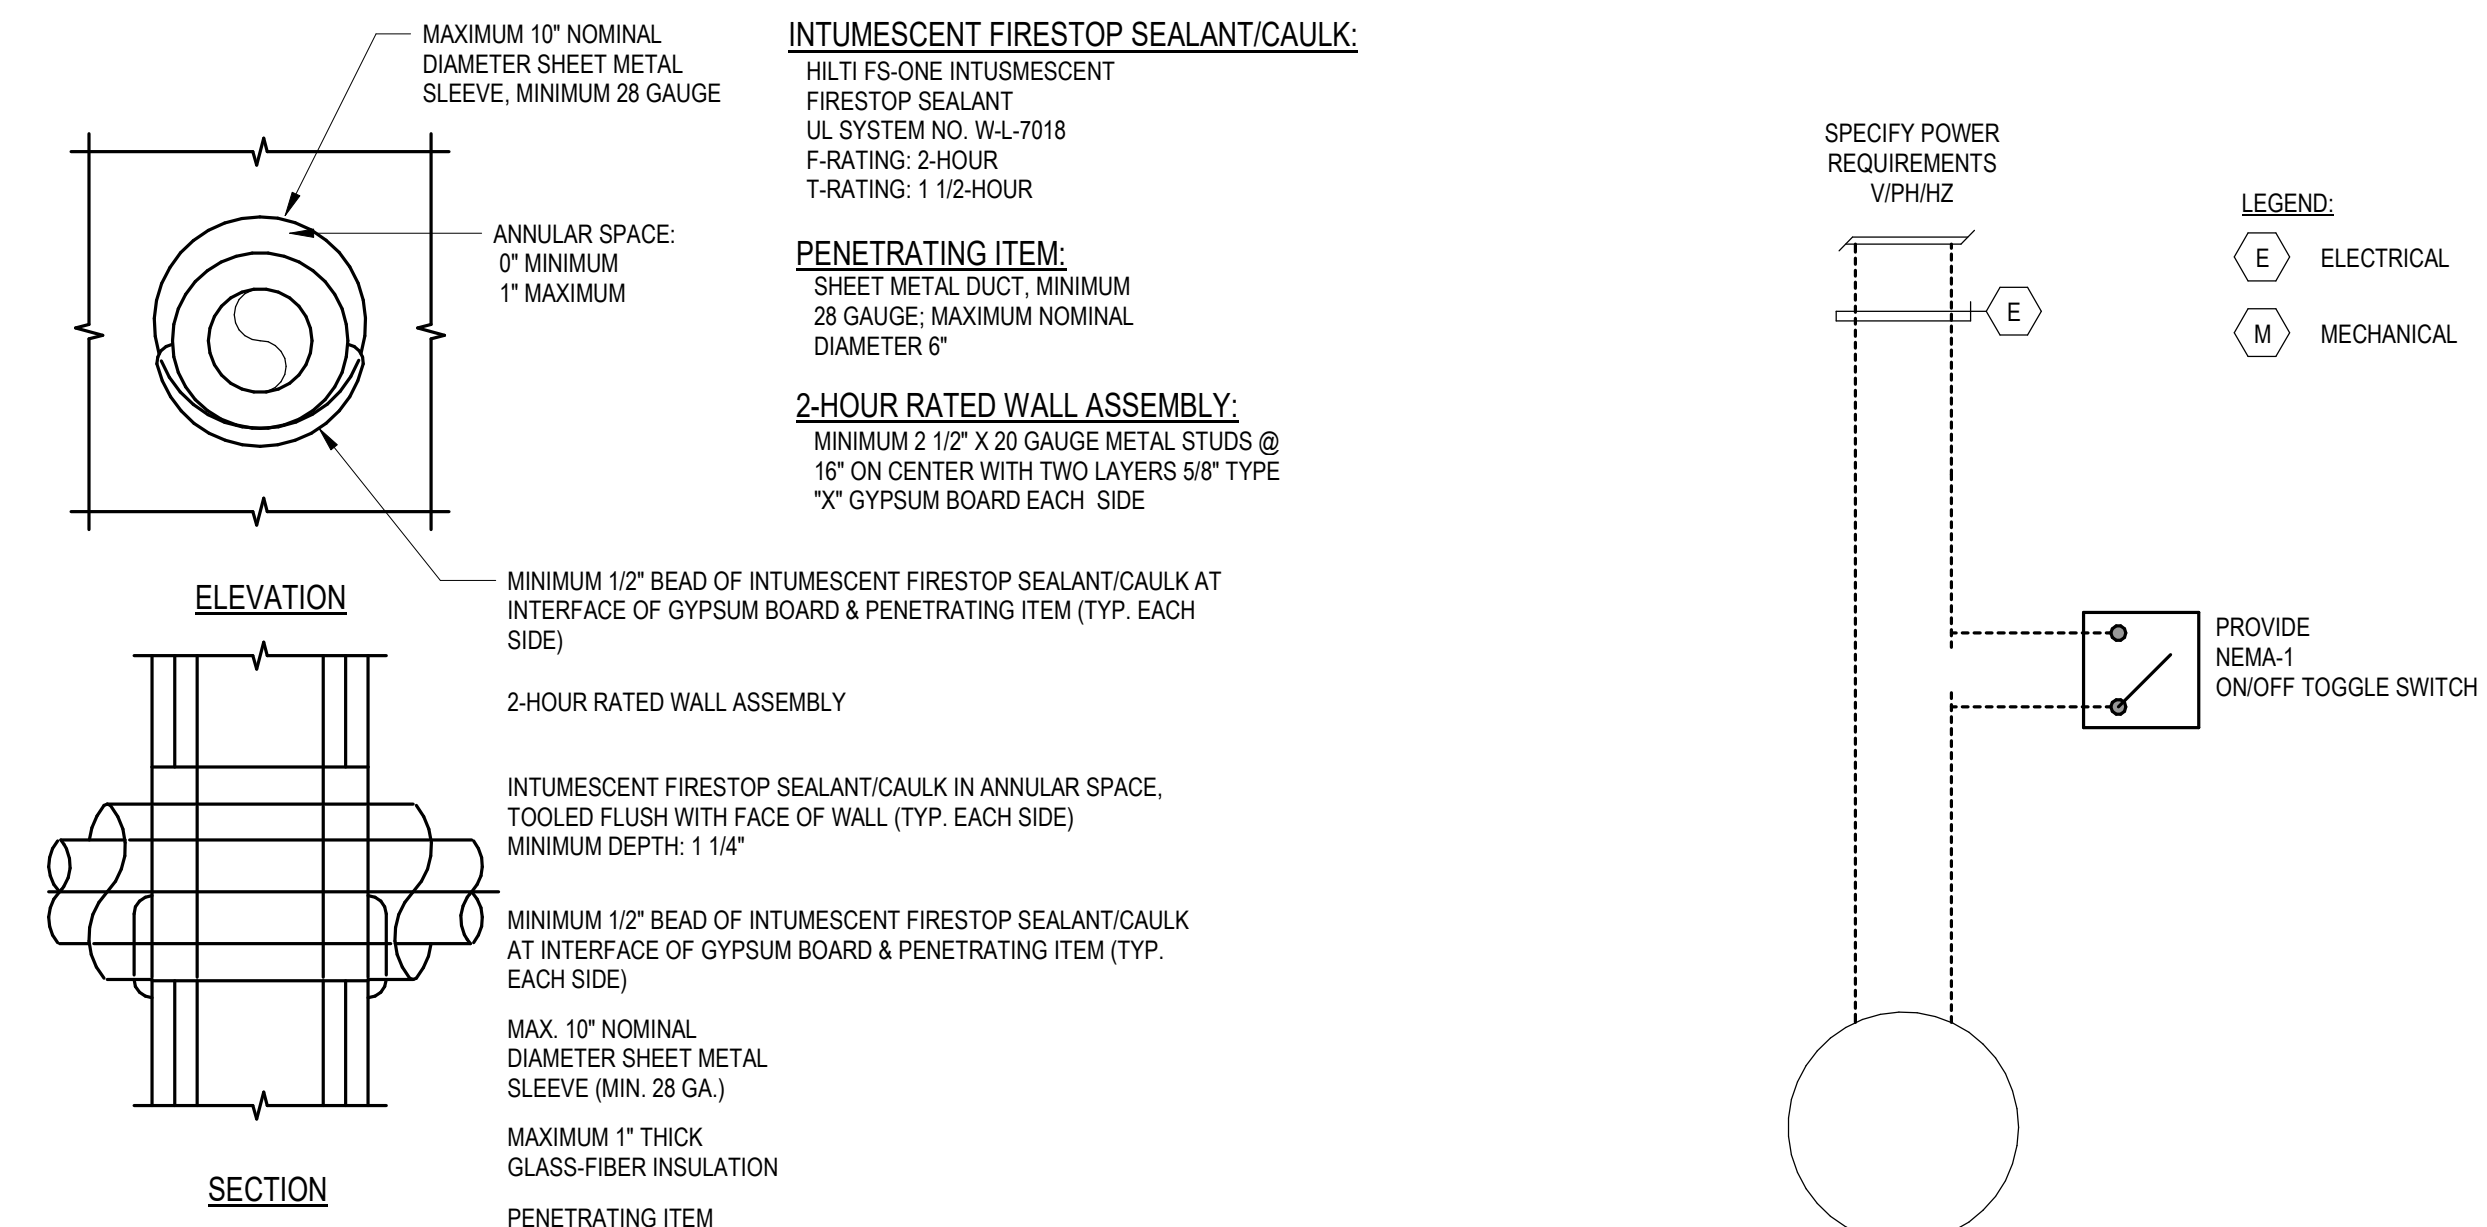 MAXIMUM 10" NOMINAL
DIAMETER SHEET METAL
SLEEVE, MINIMUM 28 GAUGE
ANNULAR SPACE:
0" MINIMUM
1" MAXIMUM
INTUMESCENT FIRESTOP SEALANT/CAULK:
HILTI FS-ONE INTUSMESCENT
FIRESTOP SEALANT
UL SYSTEM NO. W-L-7018
F-RATING: 2-HOUR
T-RATING: 1 1/2-HOUR
PENETRATING ITEM:
SHEET METAL DUCT, MINIMUM
28 GAUGE; MAXIMUM NOMINAL
DIAMETER 6"
2-HOUR RATED WALL ASSEMBLY:
MINIMUM 2 1/2" X 20 GAUGE METAL STUDS @
16" ON CENTER WITH TWO LAYERS 5/8" TYPE
"X" GYPSUM BOARD EACH SIDE
ELEVATION
MINIMUM 1/2" BEAD OF INTUMESCENT FIRESTOP SEALANT/CAULK AT
INTERFACE OF GYPSUM BOARD & PENETRATING ITEM (TYP. EACH
SIDE)
2-HOUR RATED WALL ASSEMBLY
INTUMESCENT FIRESTOP SEALANT/CAULK IN ANNULAR SPACE,
TOOLED FLUSH WITH FACE OF WALL (TYP. EACH SIDE)
MINIMUM DEPTH: 1 1/4"
MINIMUM 1/2" BEAD OF INTUMESCENT FIRESTOP SEALANT/CAULK
AT INTERFACE OF GYPSUM BOARD & PENETRATING ITEM (TYP.
EACH SIDE)
MAX. 10" NOMINAL
DIAMETER SHEET METAL
SLEEVE (MIN. 28 GA.)
MAXIMUM 1" THICK
GLASS-FIBER INSULATION
PENETRATING ITEM
SECTION
SPECIFY POWER
REQUIREMENTS
V/PH/HZ
E
LEGEND:
E ELECTRICAL
M MECHANICAL
PROVIDE
NEMA-1
ON/OFF TOGGLE SWITCH